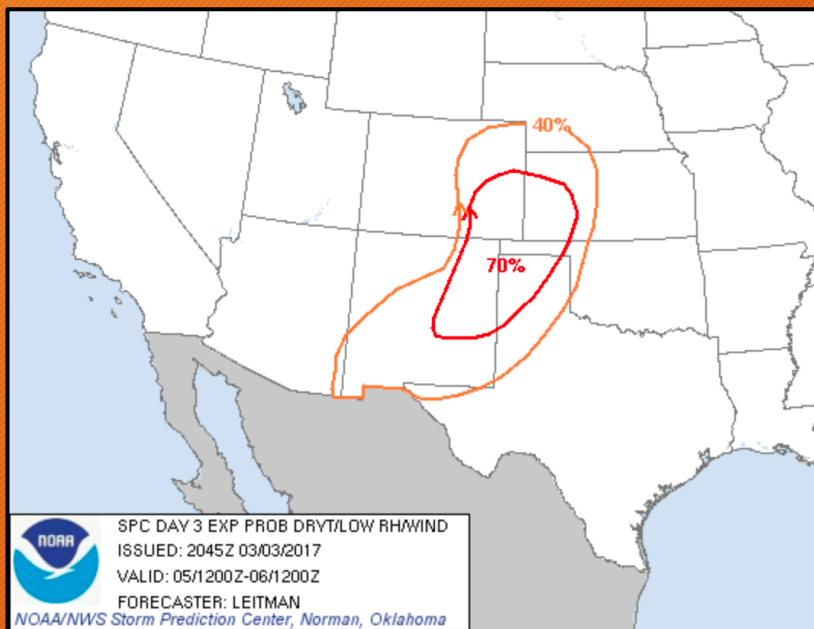 40%
70%
NOAA
SPC DAY 3 EXP PROB DRYT/LOW RH/WIND
ISSUED: 2045Z 03/03/2017
VALID: 05/1200Z-06/1200Z
FORECASTER: LEITMAN
NOAA/NWS Storm Prediction Center, Norman, Oklahoma